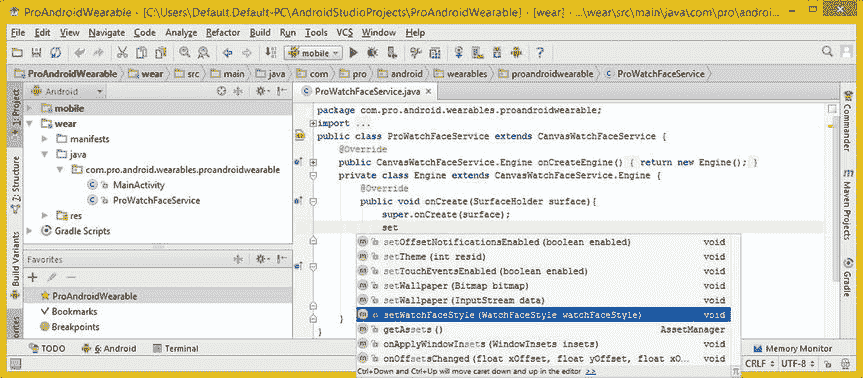 ProAndroidWearable - [C:\Users\Default.Default-PC\AndroidStudioProjects\ProAndroidWearable] - [wear] - ...\wear\src\main\java\com\pro\android...
File Edit View Navigate Code Analyze Refactor Build Run Tools VCS Window Help
mobile
ProAndroidWearable wear src main java com pro android wearables proandroidwearable ProWatchFaceService
Android
ProWatchFaceService.java
1: Project
7: Structure
Build Variants
Commander
Maven Projects
Gradle
mobile
wear
manifests
java
com.pro.android.wearables.proandroidwearable
MainActivity
ProWatchFaceService
res
Gradle Scripts
Favorites
ProAndroidWearable
Bookmarks
Breakpoints
package com.pro.android.wearables.proandroidwearable;
import ...
public class ProWatchFaceService extends CanvasWatchFaceService {
@Override
public CanvasWatchFaceService.Engine onCreateEngine() { return new Engine(); }
private class Engine extends CanvasWatchFaceService.Engine {
@Override
public void onCreate(SurfaceHolder surface){
super.onCreate(surface);
set
setOffsetNotificationsEnabled(boolean enabled) void
setTheme(int resid) void
setTouchEventsEnabled(boolean enabled) void
setWallpaper(Bitmap bitmap) void
setWallpaper(InputStream data) void
setWatchFaceStyle(WatchFaceStyle watchFaceStyle) void
getAssets() AssetManager
onApplyWindowInsets(WindowInsets insets) void
onOffsetsChanged(float xOffset, float yOffset, float xO... void
Ctrl+Down and Ctrl+Up will move caret down and up in the editor >>
}
}
TODO 6: Android Terminal
Memory Monitor
CRLF UTF-8